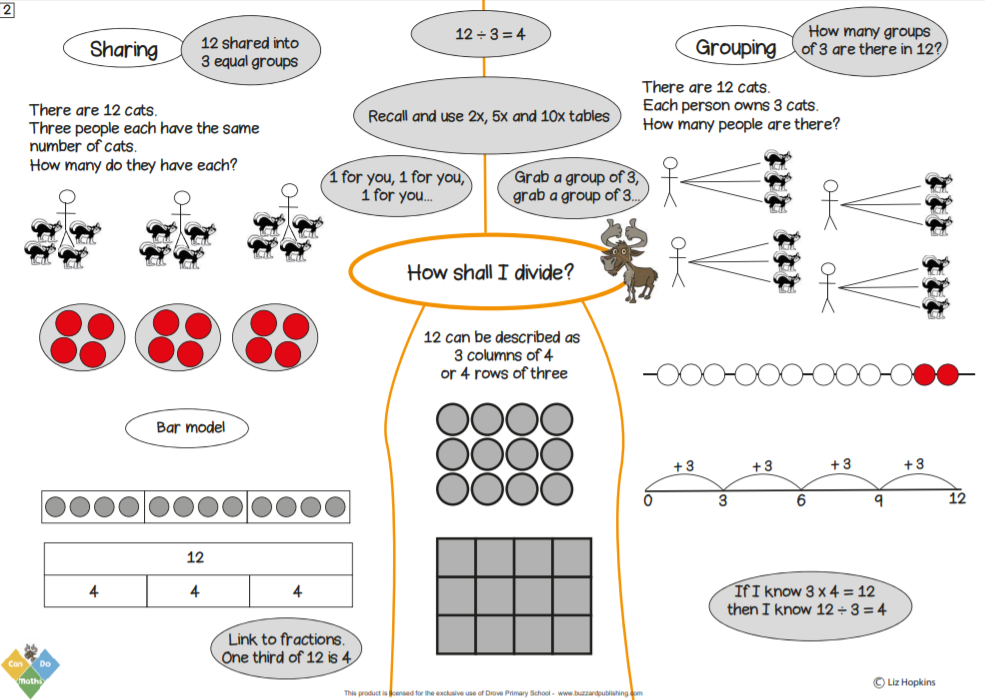 2
Sharing
12 shared into
3 equal groups
There are 12 cats.
Three people each have the same
number of cats.
How many do they have each?
Bar model
12
4 4 4
Link to fractions.
One third of 12 is 4
Can Do
Maths
12 ÷ 3 = 4
Recall and use 2x, 5x and 10x tables
1 for you, 1 for you,
1 for you...
Grab a group of 3,
grab a group of 3...
How shall I divide?
12 can be described as
3 columns of 4
or 4 rows of three
Grouping
How many groups
of 3 are there in 12?
There are 12 cats.
Each person owns 3 cats.
How many people are there?
+3 +3 +3 +3
0 3 6 9 12
If I know 3 x 4 = 12
then I know 12 ÷ 3 = 4
© Liz Hopkins
This product is licensed for the exclusive use of Drove Primary School - www.buzzardpublishing.com